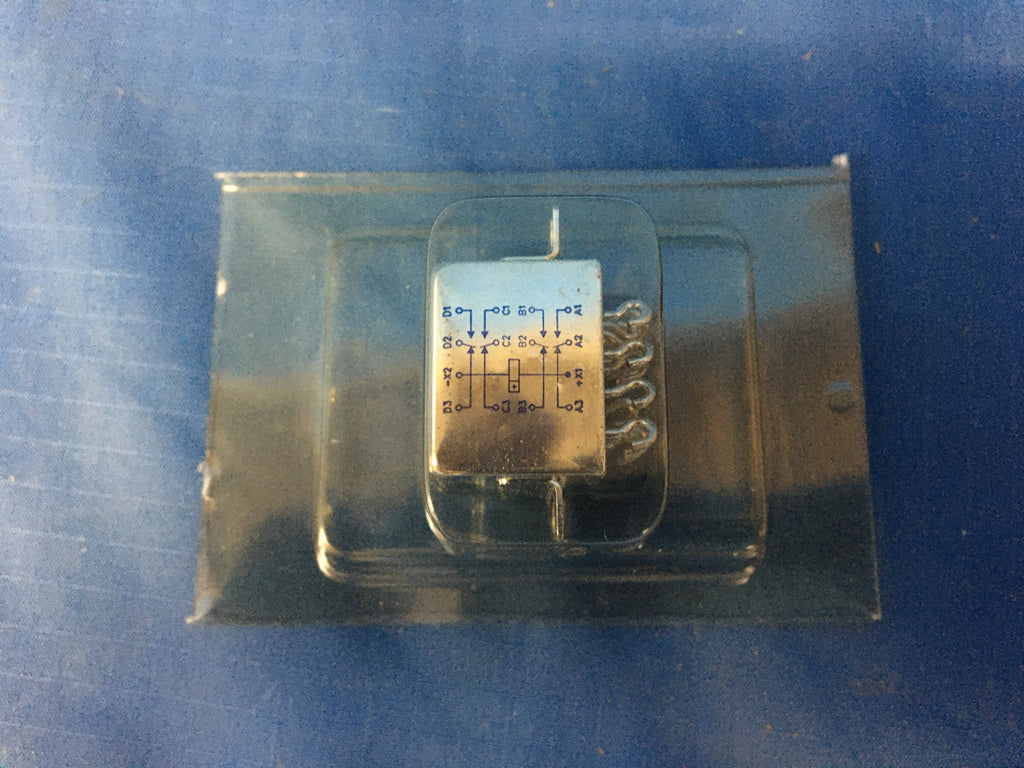 D3 -X2 D2 D1
C3 C2 C1
+
B3 B2 B1
A3 +X1 A2 A1